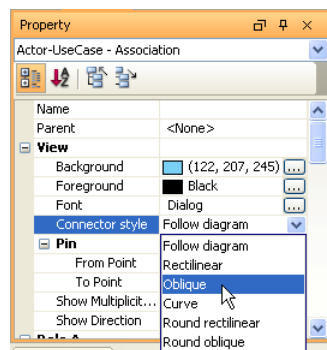 Property
Actor-UseCase - Association
Name
Parent <None>
View
Background (122, 207, 245) ...
Foreground Black ...
Font Dialog ...
Connector style Follow diagram
Pin Follow diagram
From Point Rectilinear
To Point Oblique
Show Multiplicit... Curve
Show Direction Round rectilinear
Round oblique